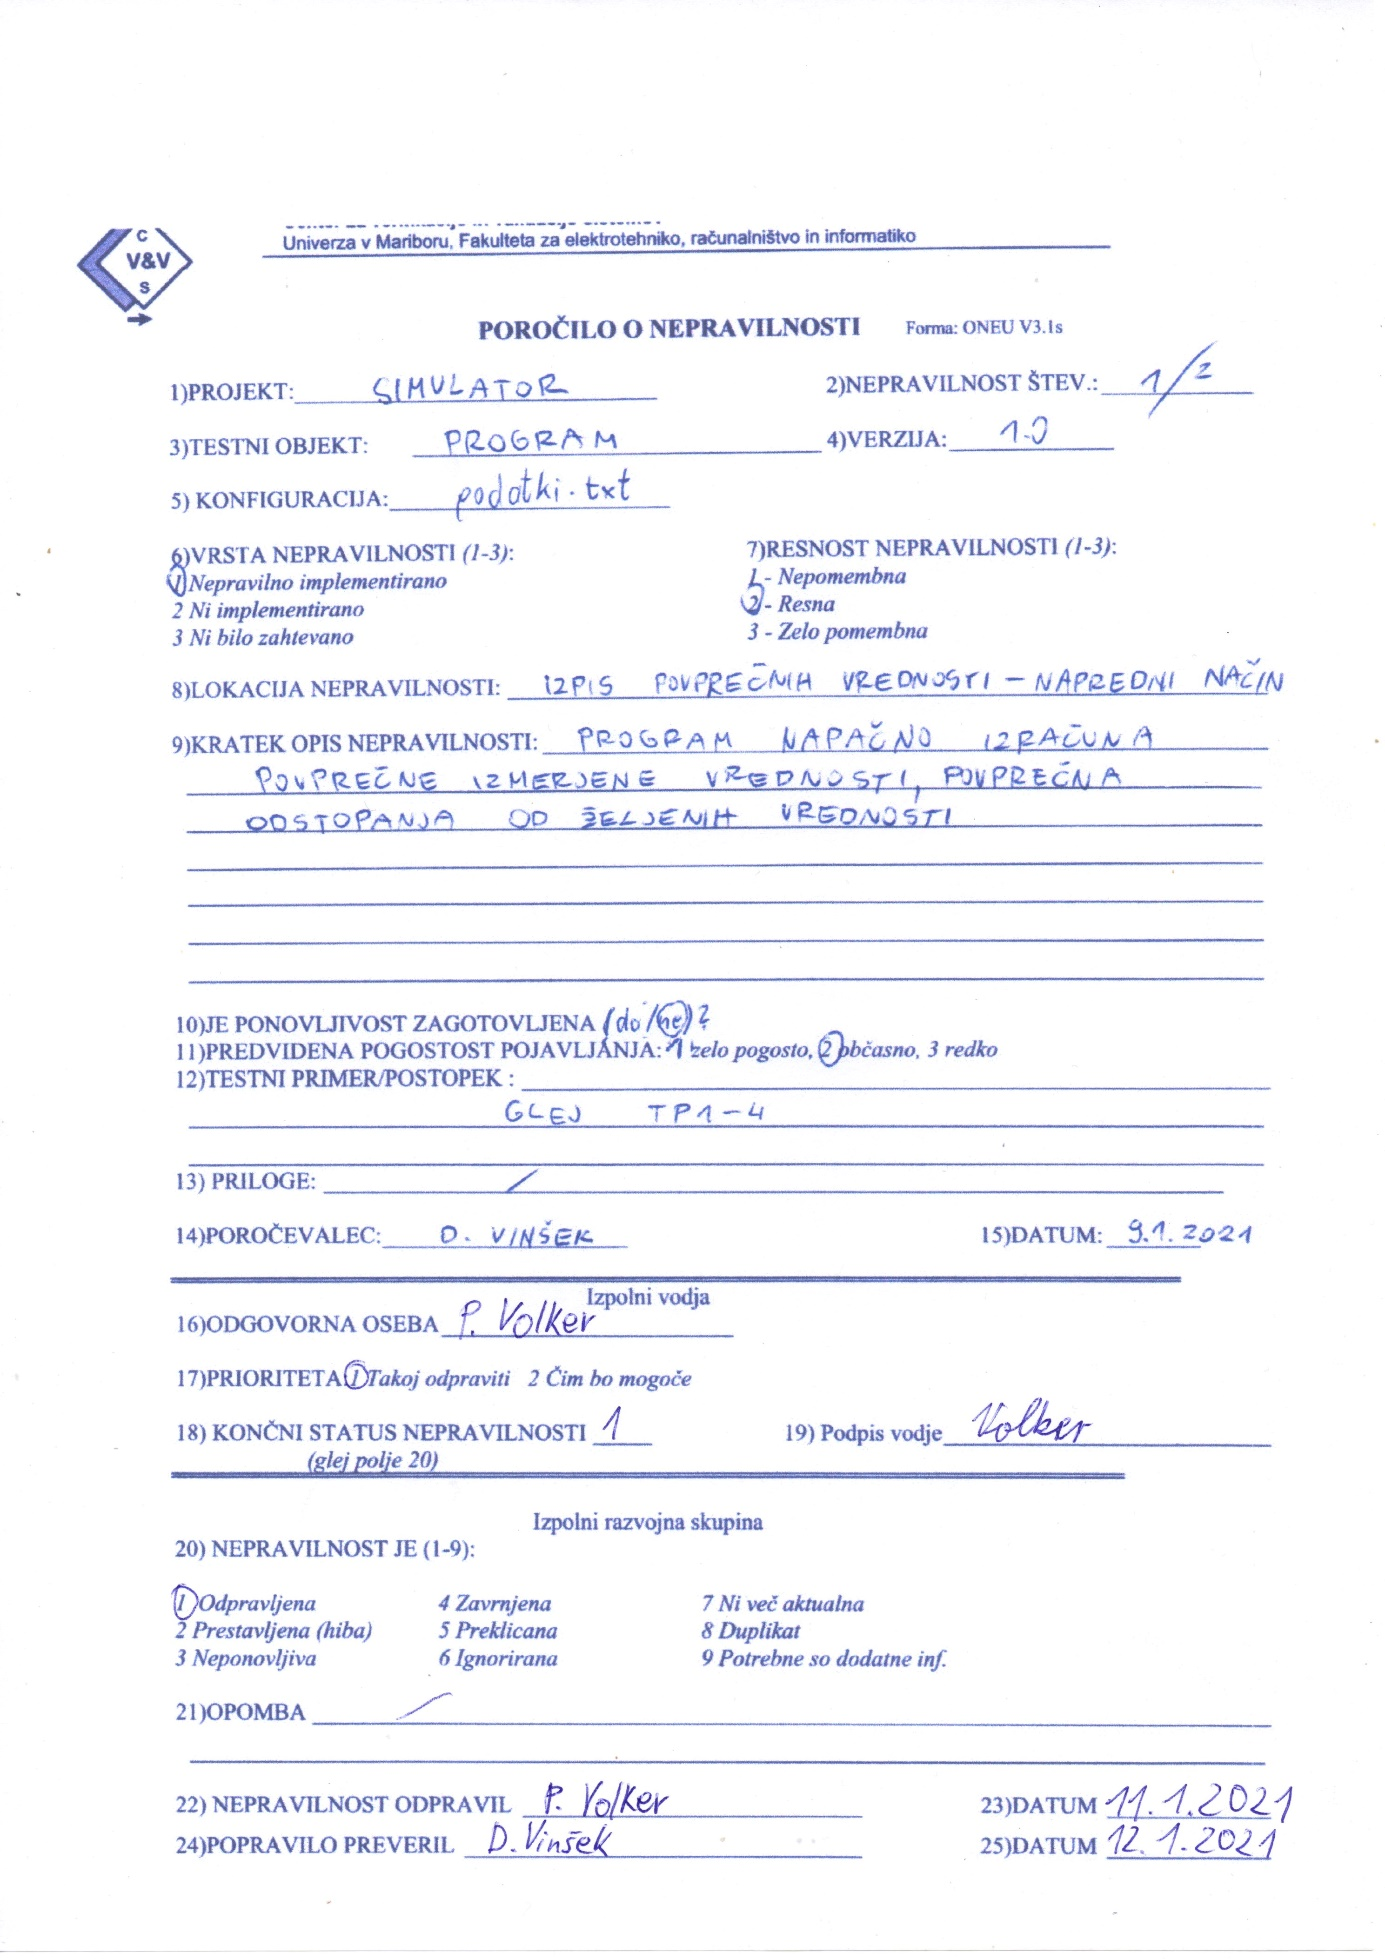 C
V&V
S
Univerza v Mariboru, Fakulteta za elektrotehniko, računalništvo in informatiko
POROČILO O NEPRAVILNOSTI Forma: ONEU V3.1s
1)PROJEKT: SIMULATOR 2)NEPRAVILNOST ŠTEV.: 1/2
3)TESTNI OBJEKT: PROGRAM 4)VERZIJA: 1.0
5) KONFIGURACIJA: podatki.txt
6)VRSTA NEPRAVILNOSTI (1-3): 7)RESNOST NEPRAVILNOSTI (1-3):
1 Nepravilno implementirano 1 - Nepomembna
2 Ni implementirano 2 - Resna
3 Ni bilo zahtevano 3 - Zelo pomembna
8)LOKACIJA NEPRAVILNOSTI: IZPIS POVPREČNIH VREDNOSTI - NAPREDNI NAČIN
9)KRATEK OPIS NEPRAVILNOSTI: PROGRAM NAPAČNO IZRAČUNA
POVPREČNE IZMERJENE VREDNOSTI, POVPREČNA
ODSTOPANJA OD ŽELJENIH VREDNOSTI
10)JE PONOVLJIVOST ZAGOTOVLJENA (da/ne)?
11)PREDVIDENA POGOSTOST POJAVLJANJA: 1 zelo pogosto, 2 občasno, 3 redko
12)TESTNI PRIMER/POSTOPEK :
GLEJ TP1-4
13) PRILOGE: /
14)POROČEVALEC: D. VINŠEK 15)DATUM: 9.1.2021
Izpolni vodja
16)ODGOVORNA OSEBA P. Volker
17)PRIORITETA 1 Takoj odpraviti 2 Čim bo mogoče
18) KONČNI STATUS NEPRAVILNOSTI 1 19) Podpis vodje Volker
(glej polje 20)
Izpolni razvojna skupina
20) NEPRAVILNOST JE (1-9):
1 Odpravljena 4 Zavrnjena 7 Ni več aktualna
2 Prestavljena (hiba) 5 Preklicana 8 Duplikat
3 Neponovljiva 6 Ignorirana 9 Potrebne so dodatne inf.
21)OPOMBA /
22) NEPRAVILNOST ODPRAVIL P. Volker 23)DATUM 11.1.2021
24)POPRAVILO PREVERIL D. Vinšek 25)DATUM 12.1.2021